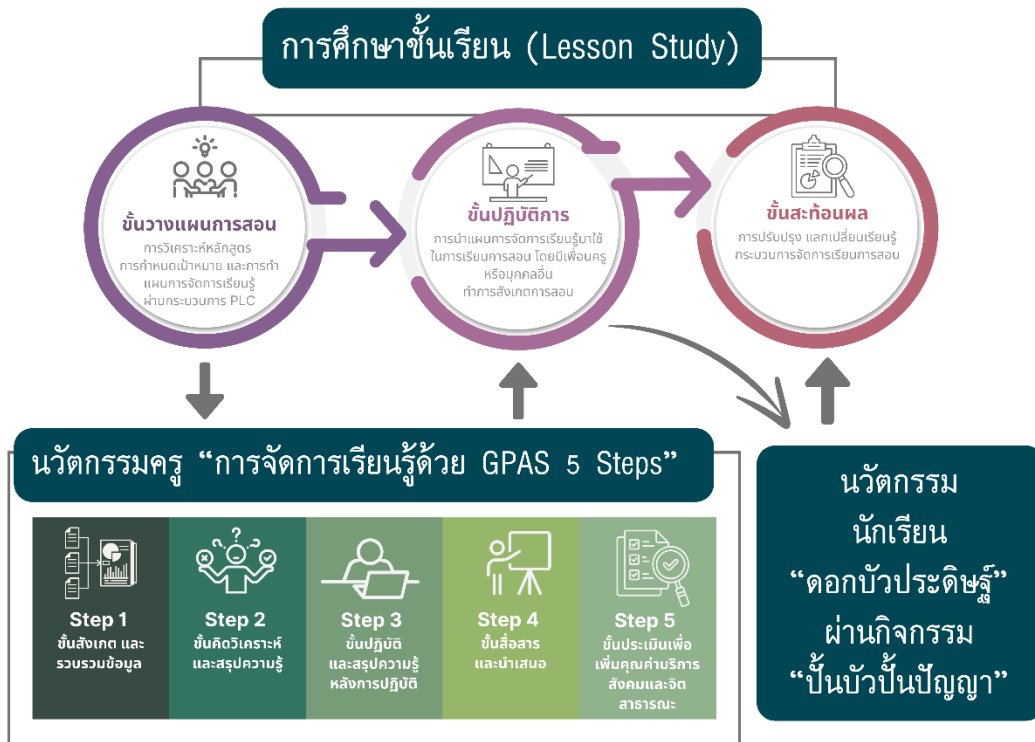 การศึกษาชั้นเรียน (Lesson Study)
ขั้นวางแผนการสอน
การวิเคราะห์หลักสูตร
การกำหนดเป้าหมาย และการทำ
แผนการจัดการเรียนรู้
ผ่านกระบวนการ PLC
ขั้นปฏิบัติการ
การนำแผนการจัดการเรียนรู้มาใช้
ในการเรียนการสอน โดยมีเพื่อนครู
หรือบุคคลอื่น
ทำการสังเกตการสอน
ขั้นสะท้อนผล
การปรับปรุง แลกเปลี่ยนเรียนรู้
กระบวนการจัดการเรียนการสอน
นวัตกรรมครู “การจัดการเรียนรู้ด้วย GPAS 5 Steps”
Step 1
ขั้นสังเกต และ
รวบรวมข้อมูล
Step 2
ขั้นคิดวิเคราะห์
และสรุปความรู้
Step 3
ขั้นปฏิบัติ
และสรุปความรู้
หลังการปฏิบัติ
Step 4
ขั้นสื่อสาร
และนำเสนอ
Step 5
ขั้นประเมินเพื่อ
เพิ่มคุณค่าบริการ
สังคมและจิต
สาธารณะ
นวัตกรรม
นักเรียน
“ดอกบัวประดิษฐ์”
ผ่านกิจกรรม
“ปั้นบัวปั้นปัญญา”